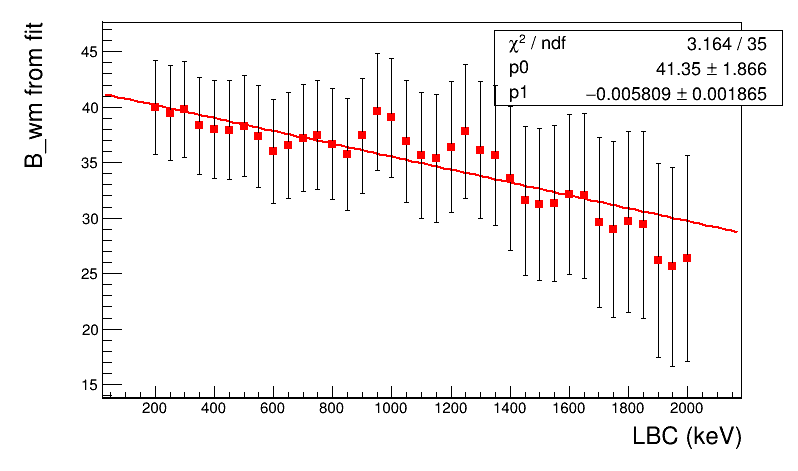 B_wm from fit
χ² / ndf 3.164 / 35
p0 41.35 ± 1.866
p1 −0.005809 ± 0.001865
45
40
35
30
25
20
15
200 400 600 800 1000 1200 1400 1600 1800 2000
LBC (keV)